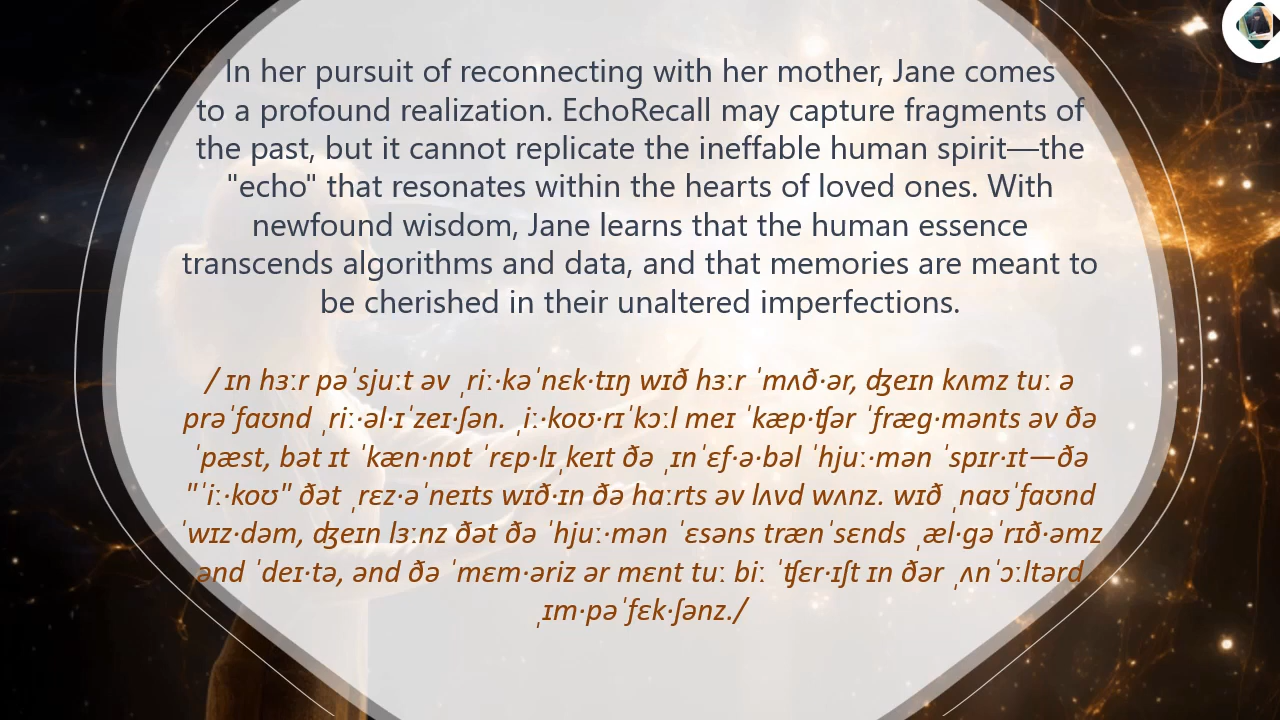 In her pursuit of reconnecting with her mother, Jane comes
to a profound realization. EchoRecall may capture fragments of
the past, but it cannot replicate the ineffable human spirit—the
"echo" that resonates within the hearts of loved ones. With
newfound wisdom, Jane learns that the human essence
transcends algorithms and data, and that memories are meant to
be cherished in their unaltered imperfections.
/ ɪn hɜːr pəˈsjuːt əv ˌriː·kəˈnɛk·tɪŋ wɪð hɜːr ˈmʌð·ər, ʤeɪn kʌmz tuː ə
prəˈfaʊnd ˌriː·əl·ɪˈzeɪ·ʃən. ˌiː·koʊ·rɪˈkɔːl meɪ ˈkæp·ʧər ˈfræg·mənts əv ðə
ˈpæst, bət ɪt ˈkæn·nɒt ˈrɛp·lɪˌkeɪt ðə ˌɪnˈɛf·ə·bəl ˈhjuː·mən ˈspɪr·ɪt—ðə
"ˈiː·koʊ" ðət ˌrɛz·əˈneɪts wɪð·ɪn ðə hɑːrts əv lʌvd wʌnz. wɪð ˌnaʊˈfaʊnd
ˈwɪz·dəm, ʤeɪn lɜːnz ðət ðə ˈhjuː·mən ˈɛsəns trænˈsɛnds ˌæl·gəˈrɪð·əmz
ənd ˈdeɪ·tə, ənd ðə ˈmɛm·əriz ər mɛnt tuː biː ˈʧɛr·ɪʃt ɪn ðər ˌʌnˈɔːltərd
ˌɪm·pəˈfɛk·ʃənz./